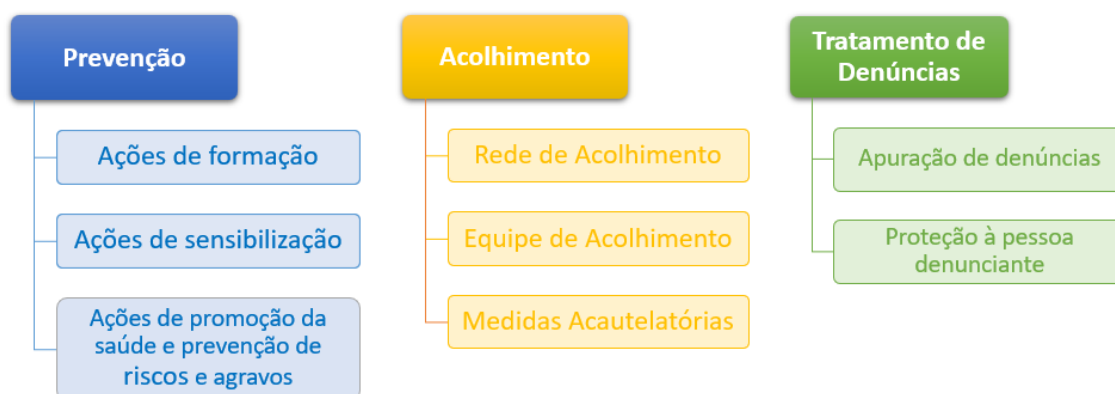 Prevenção
Ações de formação
Ações de sensibilização
Ações de promoção da
saúde e prevenção de
riscos e agravos
Acolhimento
Rede de Acolhimento
Equipe de Acolhimento
Medidas Acautelatórias
Tratamento de
Denúncias
Apuração de denúncias
Proteção à pessoa
denunciante